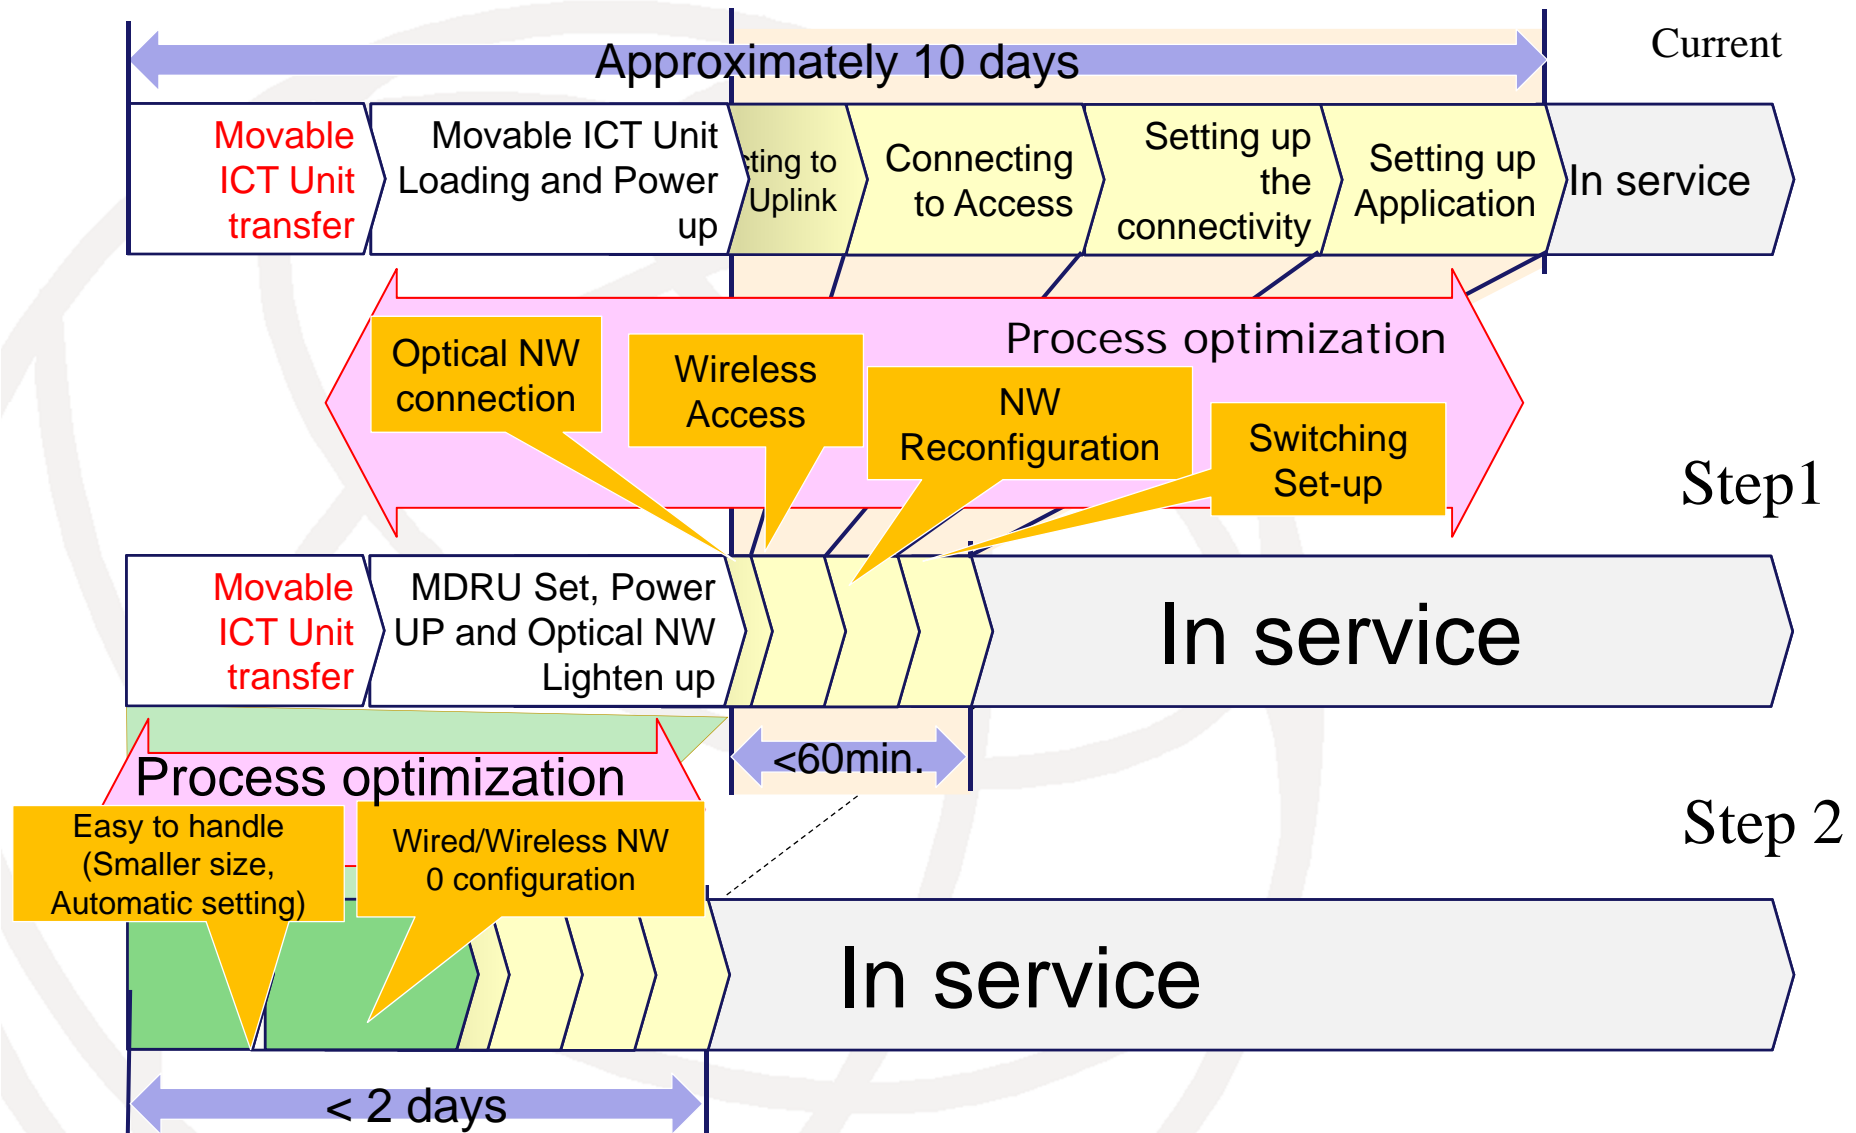 Approximately 10 days
Current
Movable
ICT Unit
transfer
Movable ICT Unit
Loading and Power
up
to
Uplink
Connecting
to Access
Setting up
the
connectivity
Setting up
Application
In service
Process optimization
Optical NW
connection
Wireless
Access
NW
Reconfiguration
Switching
Set-up
Step1
Movable
ICT Unit
transfer
MDRU Set, Power
UP and Optical NW
Lighten up
In service
<60min.
Process optimization
Easy to handle
(Smaller size,
Automatic setting)
Wired/Wireless NW
0 configuration
Step 2
In service
< 2 days